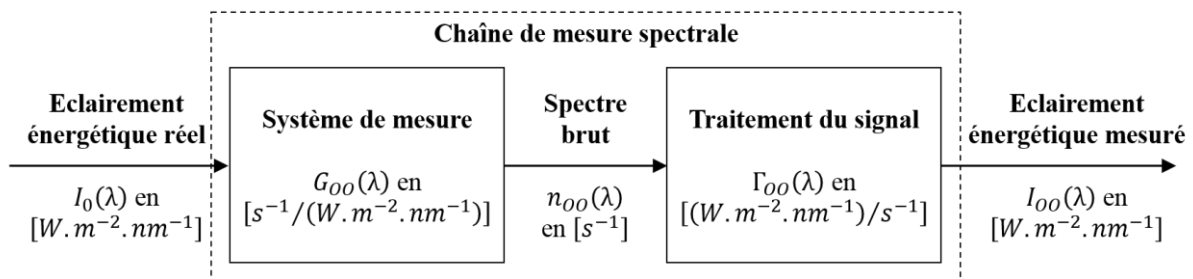 Chaîne de mesure spectrale
Eclairement
énergétique réel
I₀(λ) en
[W.m⁻².nm⁻¹]
Système de mesure
G_OO(λ) en
[s⁻¹/(W.m⁻².nm⁻¹)]
Spectre
brut
n_OO(λ)
en [s⁻¹]
Traitement du signal
Γ_OO(λ) en
[(W.m⁻².nm⁻¹)/s⁻¹]
Eclairement
énergétique mesuré
I_OO(λ) en
[W.m⁻².nm⁻¹]